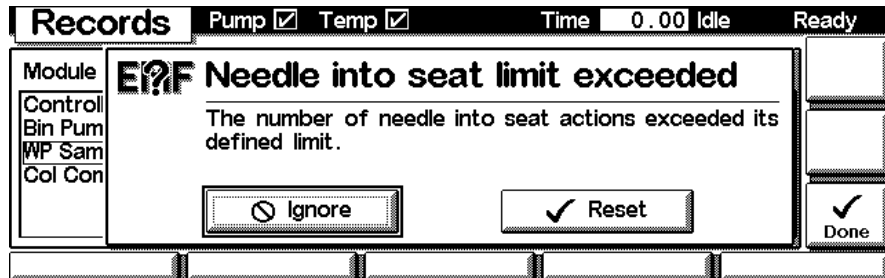 Records Pump Temp Time 0.00 Idle Ready
Module
EMF Needle into seat limit exceeded
Controll
Bin Pum
WP Sam
Col Con
The number of needle into seat actions exceeded its
defined limit.
Ignore Reset
Done